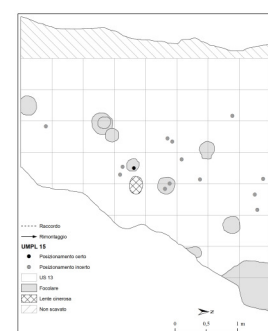 Raccordo
Rimontaggio
UMPL 15
Posizionamento certo
Posizionamento incerto
US 13
Focolare
Lente cinerosa
Non scavato
N
0 0,5 1 m